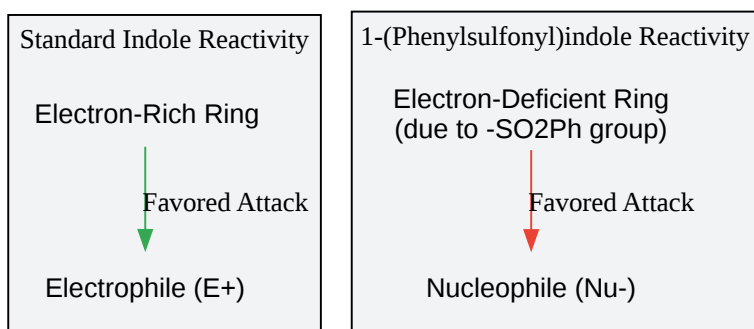 Standard Indole Reactivity
Electron-Rich Ring
Favored Attack
Electrophile (E+)
1-(Phenylsulfonyl)indole Reactivity
Electron-Deficient Ring
(due to -SO2Ph group)
Favored Attack
Nucleophile (Nu-)